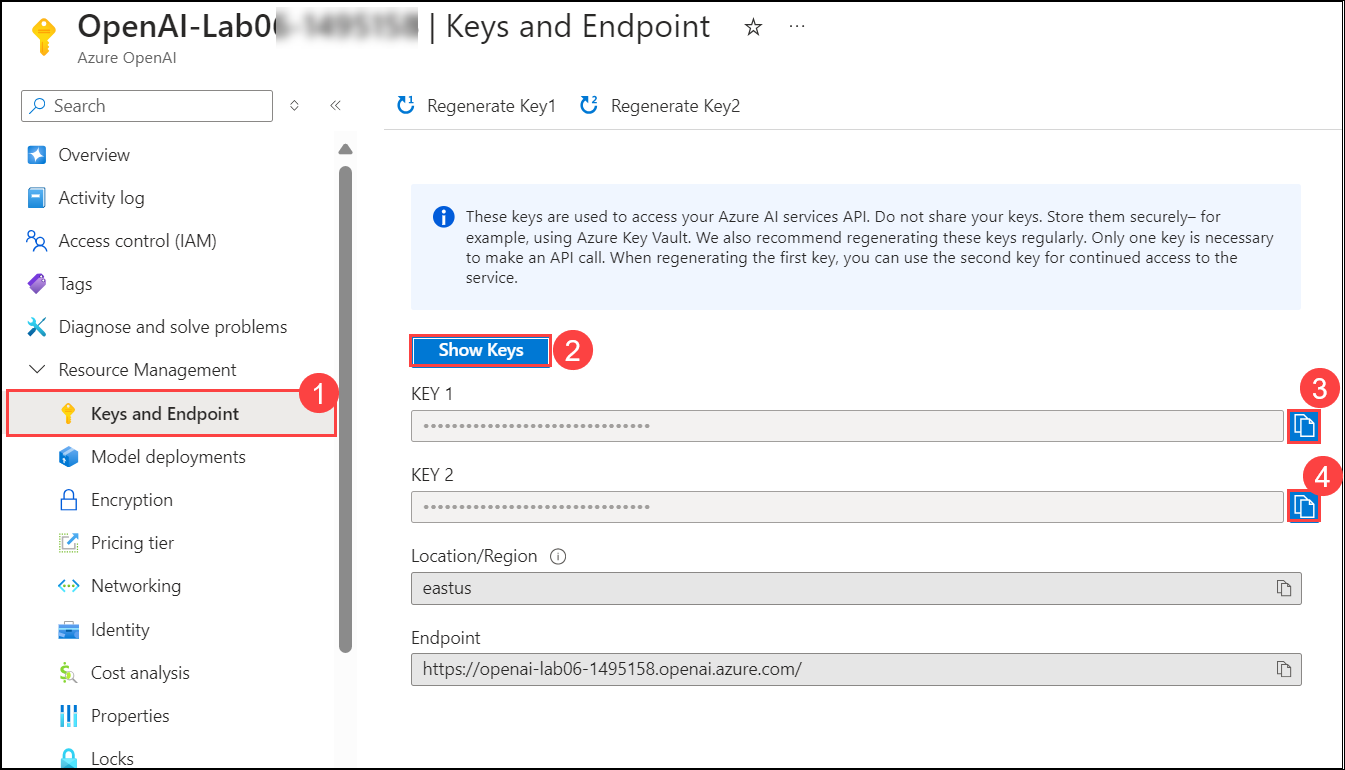 OpenAI-Lab0 | Keys and Endpoint
Azure OpenAI
Search
Overview
Activity log
Access control (IAM)
Tags
Diagnose and solve problems
Resource Management
Keys and Endpoint
1
Model deployments
Encryption
Pricing tier
Networking
Identity
Cost analysis
Properties
Locks
1 Regenerate Key1 2 Regenerate Key2
These keys are used to access your Azure AI services API. Do not share your keys. Store them securely– for
example, using Azure Key Vault. We also recommend regenerating these keys regularly. Only one key is necessary
to make an API call. When regenerating the first key, you can use the second key for continued access to the
service.
Show Keys 2
KEY 1
3
••••••••••••••••••••••••••••••••
KEY 2
4
••••••••••••••••••••••••••••••••
Location/Region
eastus
Endpoint
https://openai-lab06-1495158.openai.azure.com/